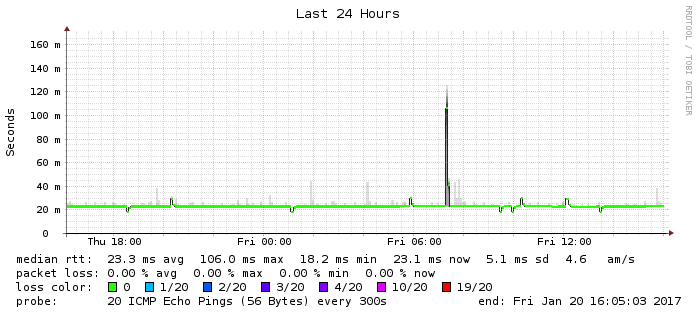 Last 24 Hours
RRDTOOL / TOBI OETIKER
Seconds
160 m
140 m
120 m
100 m
80 m
60 m
40 m
20 m
0
Thu 18:00 Fri 00:00 Fri 06:00 Fri 12:00
median rtt: 23.3 ms avg 106.0 ms max 18.2 ms min 23.1 ms now 5.1 ms sd 4.6 am/s
packet loss: 0.00 % avg 0.00 % max 0.00 % min 0.00 % now
loss color: 0 1/20 2/20 3/20 4/20 10/20 19/20
probe: 20 ICMP Echo Pings (56 Bytes) every 300s end: Fri Jan 20 16:05:03 2017